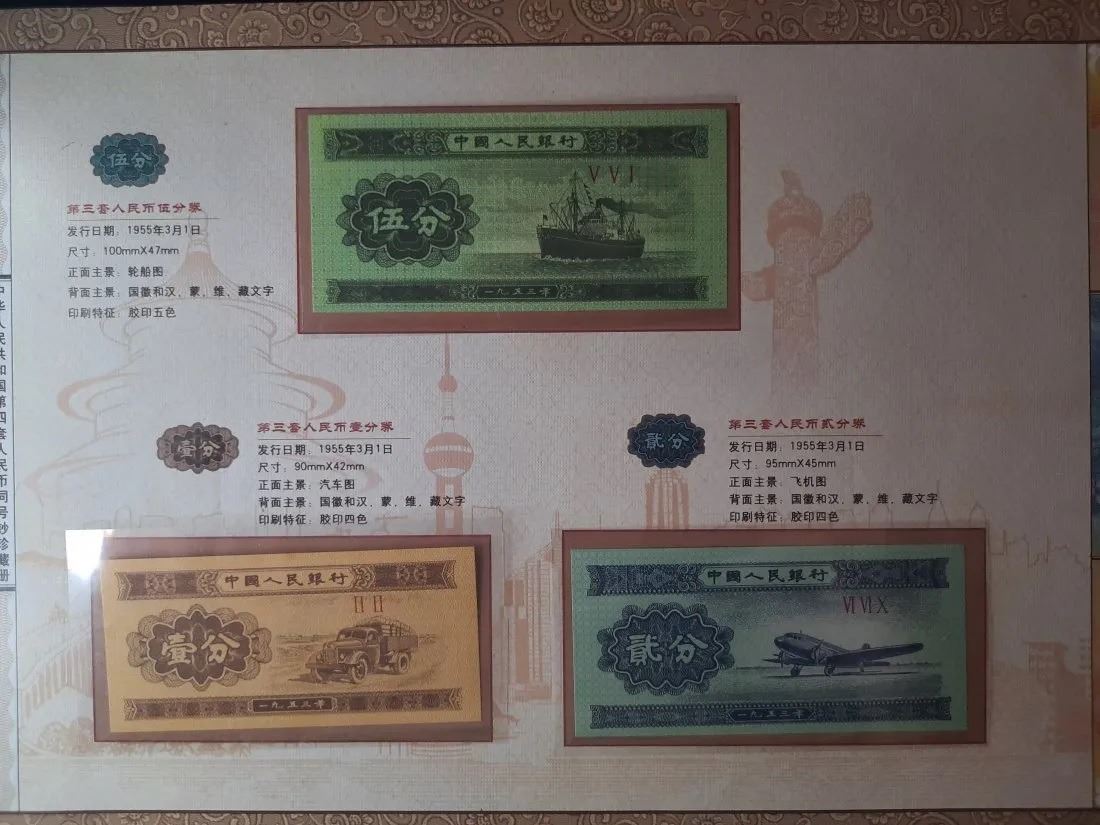 伍分
第三套人民币伍分券
发行日期：1955年3月1日
尺寸：100mmX47mm
正面主景：轮船图
背面主景：国徽和汉、蒙、维、藏文字
印刷特征：胶印五色
中國人民銀行
V V I
伍分
一九五三年
中华人民共和国第四套人民币同号钞珍藏册
壹分
第三套人民币壹分券
发行日期：1955年3月1日
尺寸：90mmX42mm
正面主景：汽车图
背面主景：国徽和汉、蒙、维、藏文字
印刷特征：胶印四色
貳分
第三套人民币贰分券
发行日期：1955年3月1日
尺寸：95mmX45mm
正面主景：飞机图
背面主景：国徽和汉、蒙、维、藏文字
印刷特征：胶印四色
中國人民銀行
II II
壹分
一九五三年
中國人民銀行
VI VI X
貳分
一九五三年